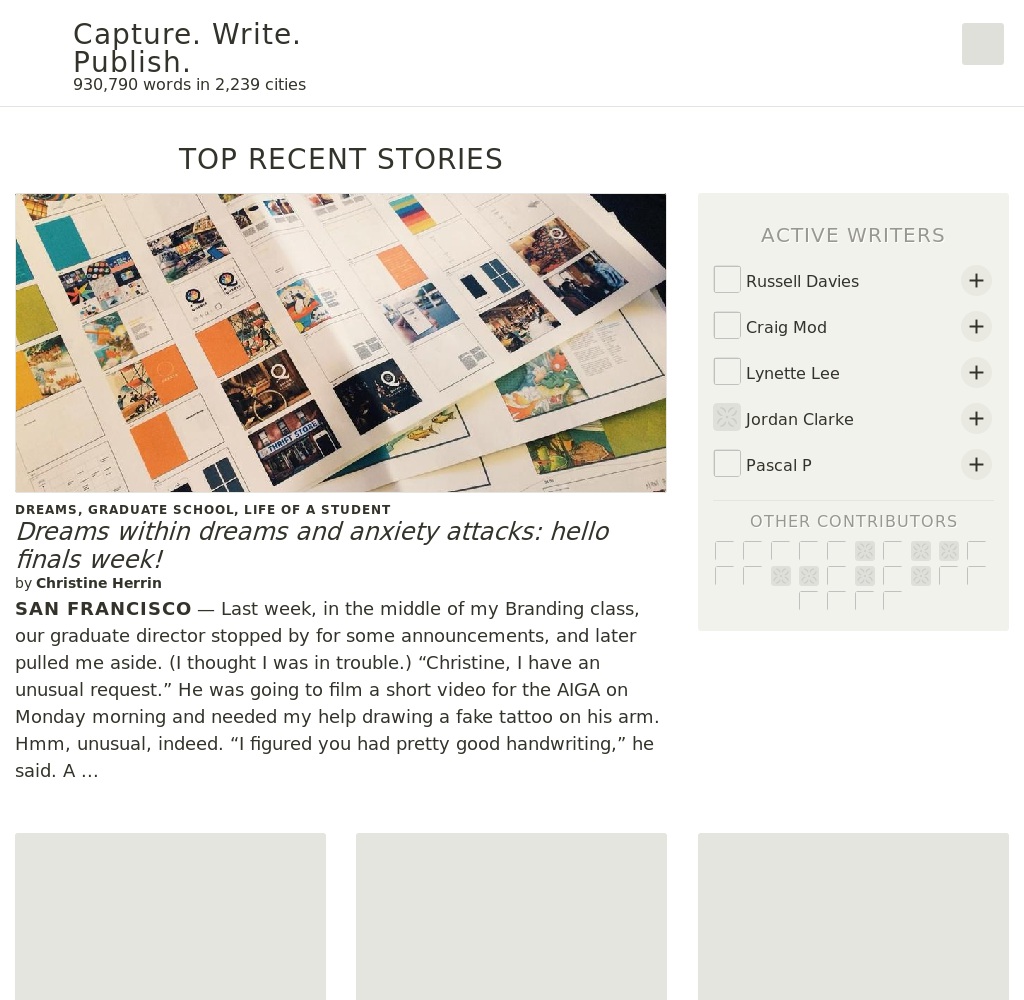 Capture. Write.
Publish.
930,790 words in 2,239 cities
TOP RECENT STORIES
THRIFT STORE
DREAMS, GRADUATE SCHOOL, LIFE OF A STUDENT
Dreams within dreams and anxiety attacks: hello
finals week!
by Christine Herrin
SAN FRANCISCO — Last week, in the middle of my Branding class,
our graduate director stopped by for some announcements, and later
pulled me aside. (I thought I was in trouble.) “Christine, I have an
unusual request.” He was going to film a short video for the AIGA on
Monday morning and needed my help drawing a fake tattoo on his arm.
Hmm, unusual, indeed. “I figured you had pretty good handwriting,” he
said. A …
ACTIVE WRITERS
Russell Davies +
Craig Mod +
Lynette Lee +
Jordan Clarke +
Pascal P +
OTHER CONTRIBUTORS